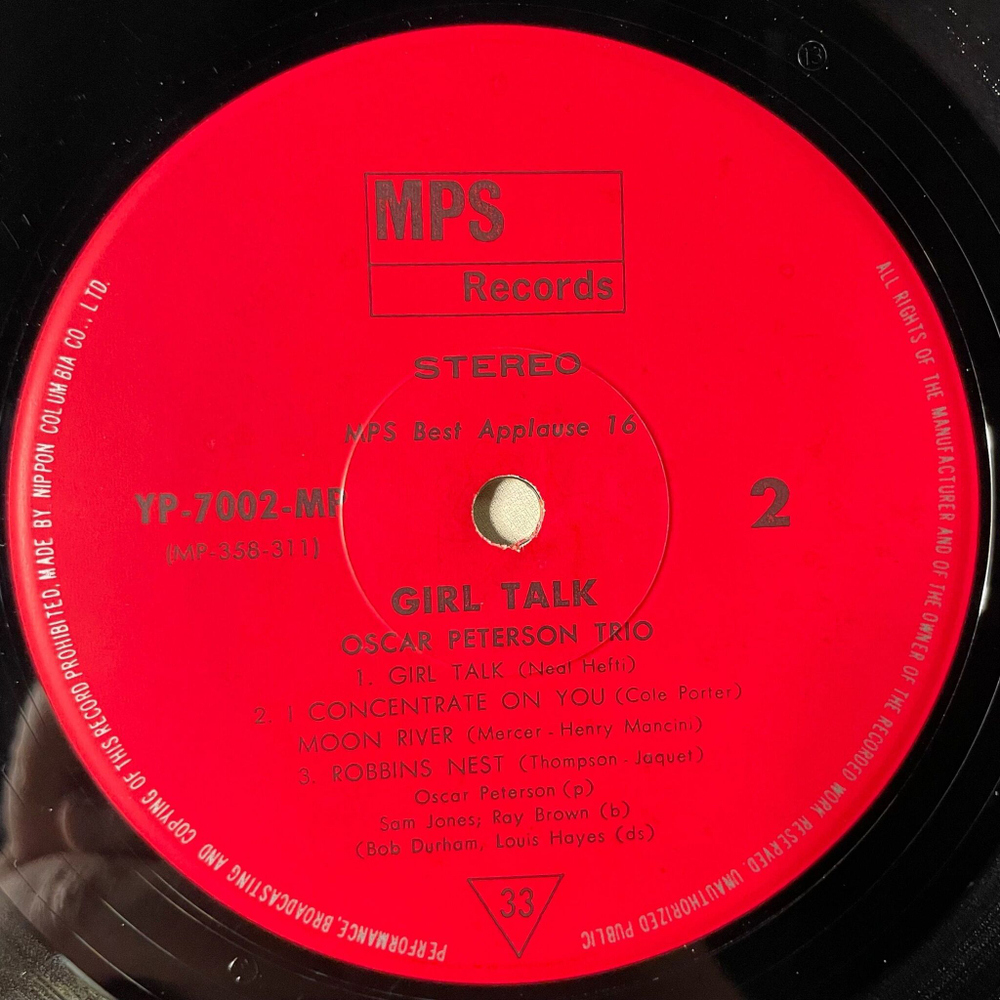 13
MPS
Records
STEREO
MPS Best Applause 16
YP-7002-MP
(MP-358-311)
2
GIRL TALK
OSCAR PETERSON TRIO
1. GIRL TALK (Neal Hefti)
2. I CONCENTRATE ON YOU (Cole Porter)
MOON RIVER (Mercer - Henry Mancini)
3. ROBBINS NEST (Thompson - Jaquet)
Oscar Peterson (p)
Sam Jones; Ray Brown (b)
(Bob Durham, Louis Hayes (ds)
33
ALL RIGHTS OF THE MANUFACTURER AND OF THE OWNER OF THE RECORDED WORK RESERVED. UNAUTHORIZED PUBLIC
PERFORMANCE, BROADCASTING AND COPYING OF THIS RECORD PROHIBITED. MADE BY NIPPON COLUMBIA CO., LTD.